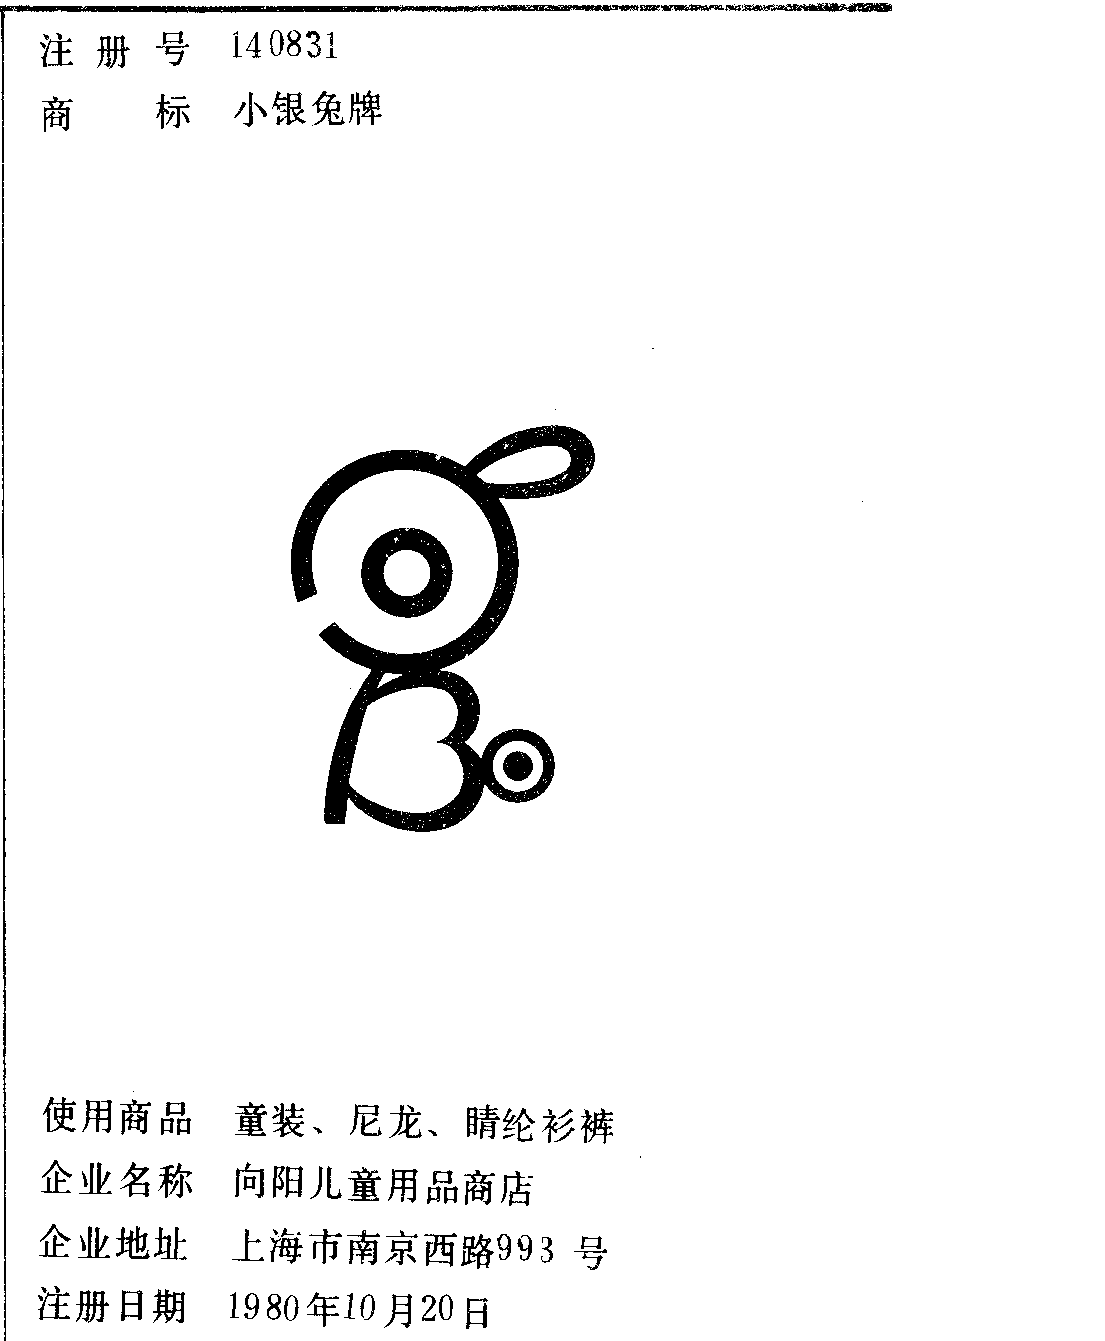 注册号 140831
商标 小银兔牌
使用商品 童装、尼龙、睛纶衫裤
企业名称 向阳儿童用品商店
企业地址 上海市南京西路993号
注册日期 1980年10月20日